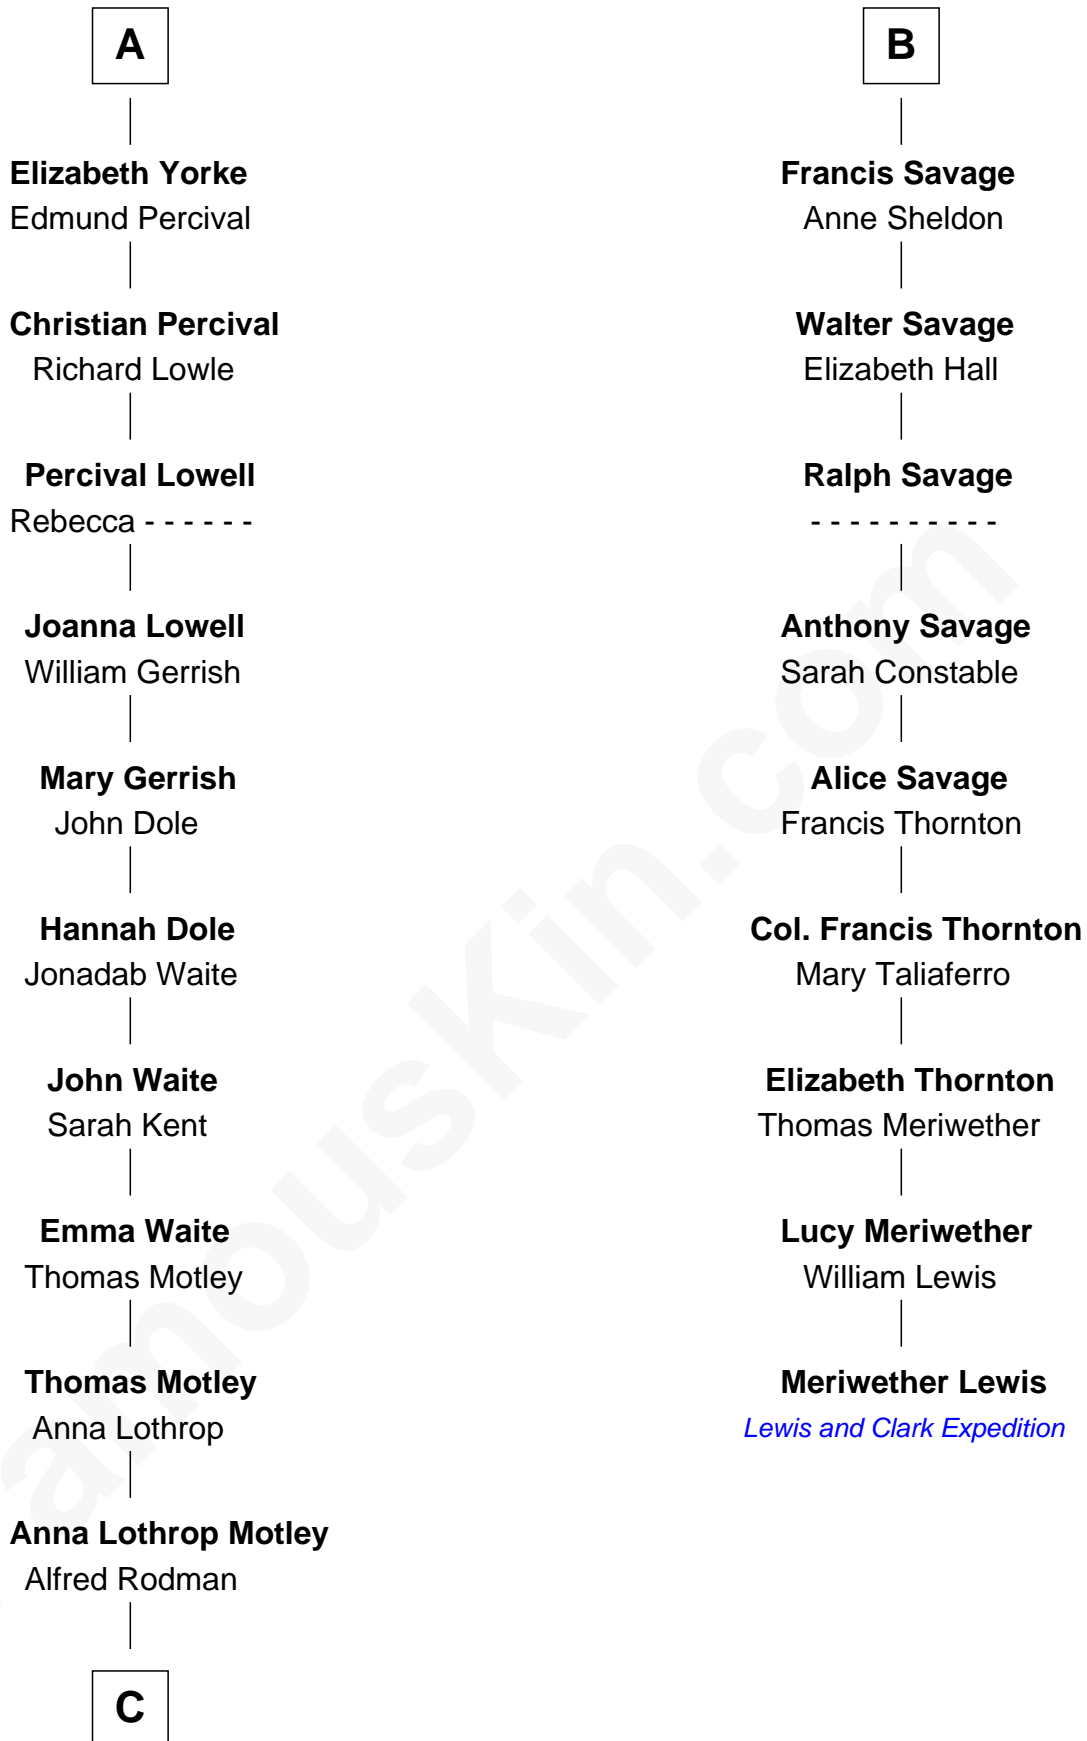 A
Elizabeth Yorke
Edmund Percival
Christian Percival
Richard Lowle
Percival Lowell
Rebecca - - - - - -
Joanna Lowell
William Gerrish
Mary Gerrish
John Dole
Hannah Dole
Jonadab Waite
John Waite
Sarah Kent
Emma Waite
Thomas Motley
Thomas Motley
Anna Lothrop
Anna Lothrop Motley
Alfred Rodman
C
B
Francis Savage
Anne Sheldon
Walter Savage
Elizabeth Hall
Ralph Savage
- - - - - - - - - -
Anthony Savage
Sarah Constable
Alice Savage
Francis Thornton
Col. Francis Thornton
Mary Taliaferro
Elizabeth Thornton
Thomas Meriwether
Lucy Meriwether
William Lewis
Meriwether Lewis
Lewis and Clark Expedition
amousKin.com